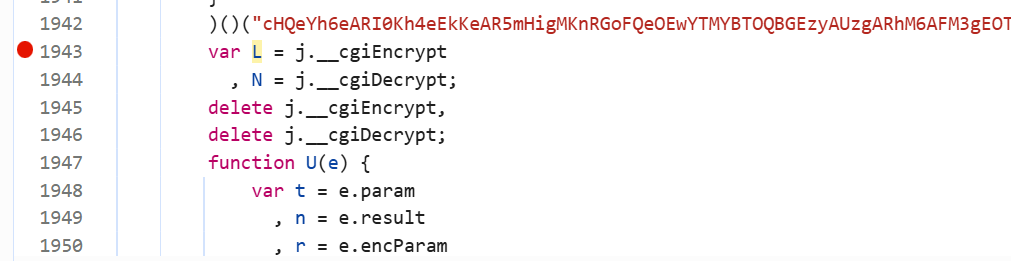 1942 )()("cHQeYh6eARI0Kh4eEkKeAR5mHigMKnRGoFQeOEwYTMYBTOQBGEzyAUzgARhM6AFM3gEOT
1943 var L = j.__cgiEncrypt
1944 , N = j.__cgiDecrypt;
1945 delete j.__cgiEncrypt,
1946 delete j.__cgiDecrypt;
1947 function U(e) {
1948 var t = e.param
1949 , n = e.result
1950 , r = e.encParam